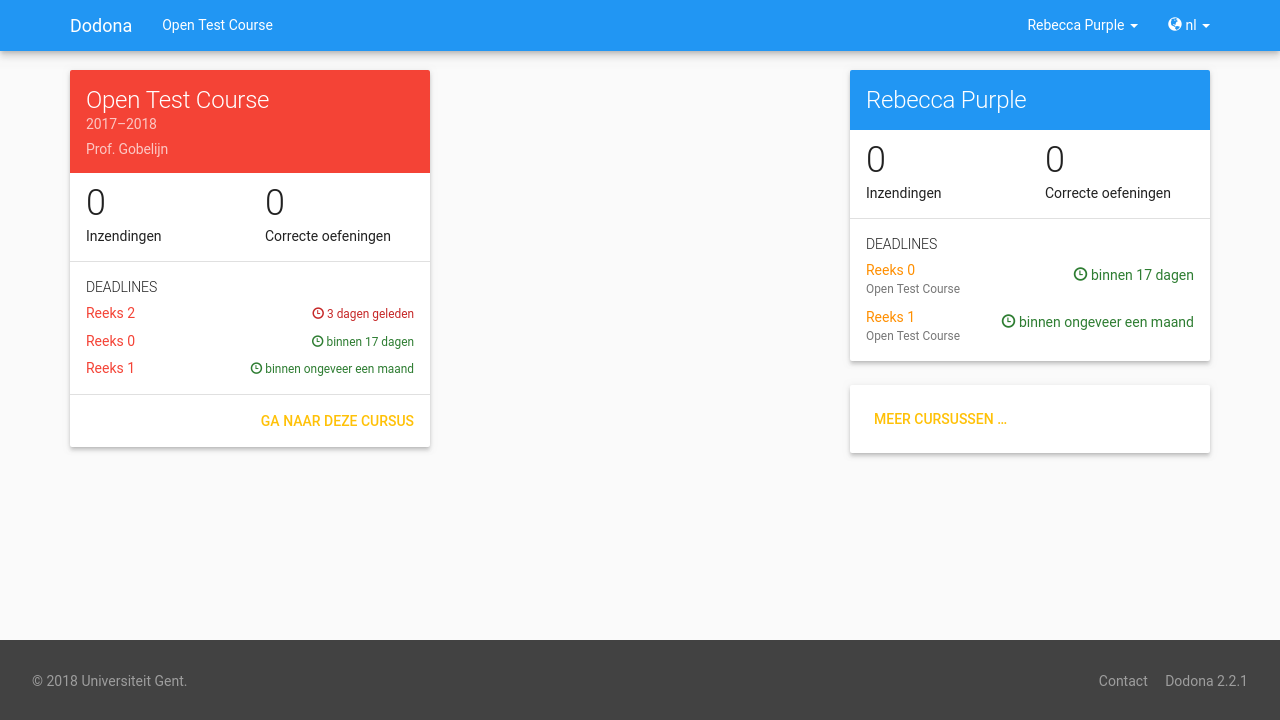 Dodona Open Test Course Rebecca Purple nl
Open Test Course
2017–2018
Prof. Gobelijn
0 0
Inzendingen Correcte oefeningen
DEADLINES
Reeks 2 3 dagen geleden
Reeks 0 binnen 17 dagen
Reeks 1 binnen ongeveer een maand
GA NAAR DEZE CURSUS
Rebecca Purple
0 0
Inzendingen Correcte oefeningen
DEADLINES
Reeks 0 binnen 17 dagen
Open Test Course
Reeks 1 binnen ongeveer een maand
Open Test Course
MEER CURSUSSEN …
© 2018 Universiteit Gent. Contact Dodona 2.2.1